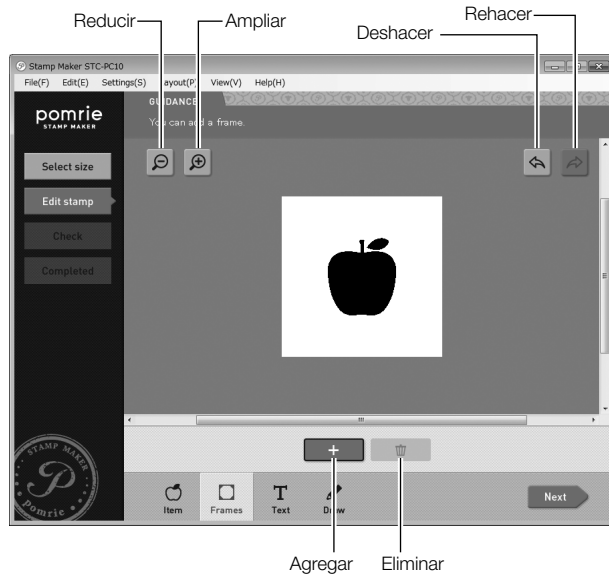 Reducir
Ampliar
Deshacer
Rehacer
Stamp Maker STC-PC10
File(F) Edit(E) Settings(S) Layout(P) View(V) Help(H)
pomrie
STAMP MAKER
GUIDANCE
You can add a frame.
Select size
Edit stamp
Check
Completed
STAMP MAKER
P
Pomrie
Item
Frames
Text
Draw
Next
Agregar
Eliminar